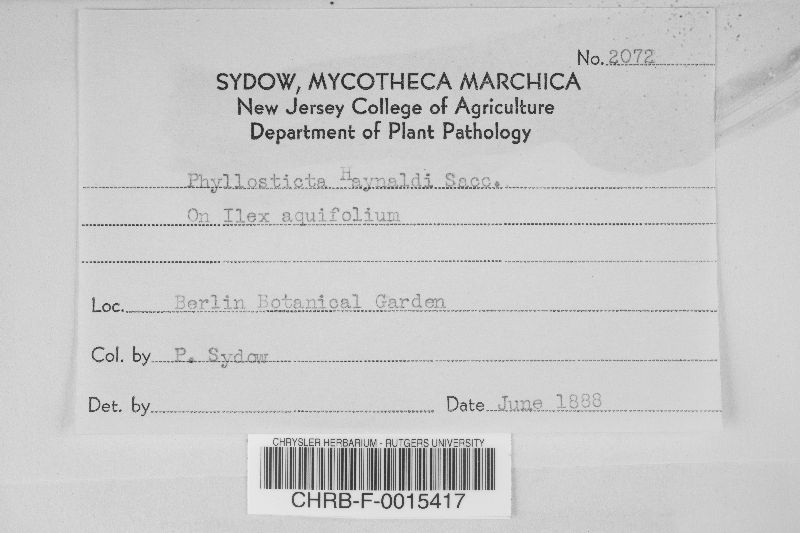 No. 2072
SYDOW, MYCOTHECA MARCHICA
New Jersey College of Agriculture
Department of Plant Pathology
Phyllosticta Haynaldi Sacc.
On Ilex aquifolium
Loc. Berlin Botanical Garden
Col. by P. Sydow
Det. by
Date June 1888
CHRYSLER HERBARIUM - RUTGERS UNIVERSITY
CHRB-F-0015417